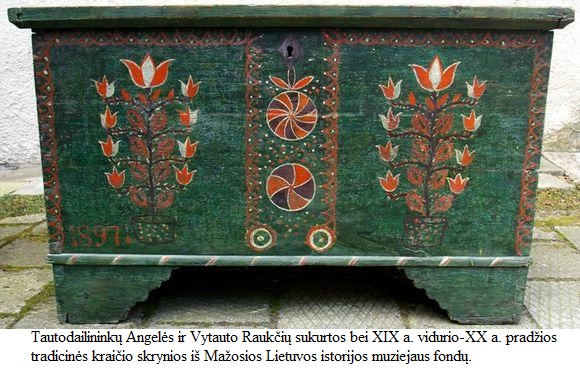 1897.
Tautodailininkų Angelės ir Vytauto Raukčių sukurtos bei XIX a. vidurio-XX a. pradžios
tradicinės kraičio skrynios iš Mažosios Lietuvos istorijos muziejaus fondų.